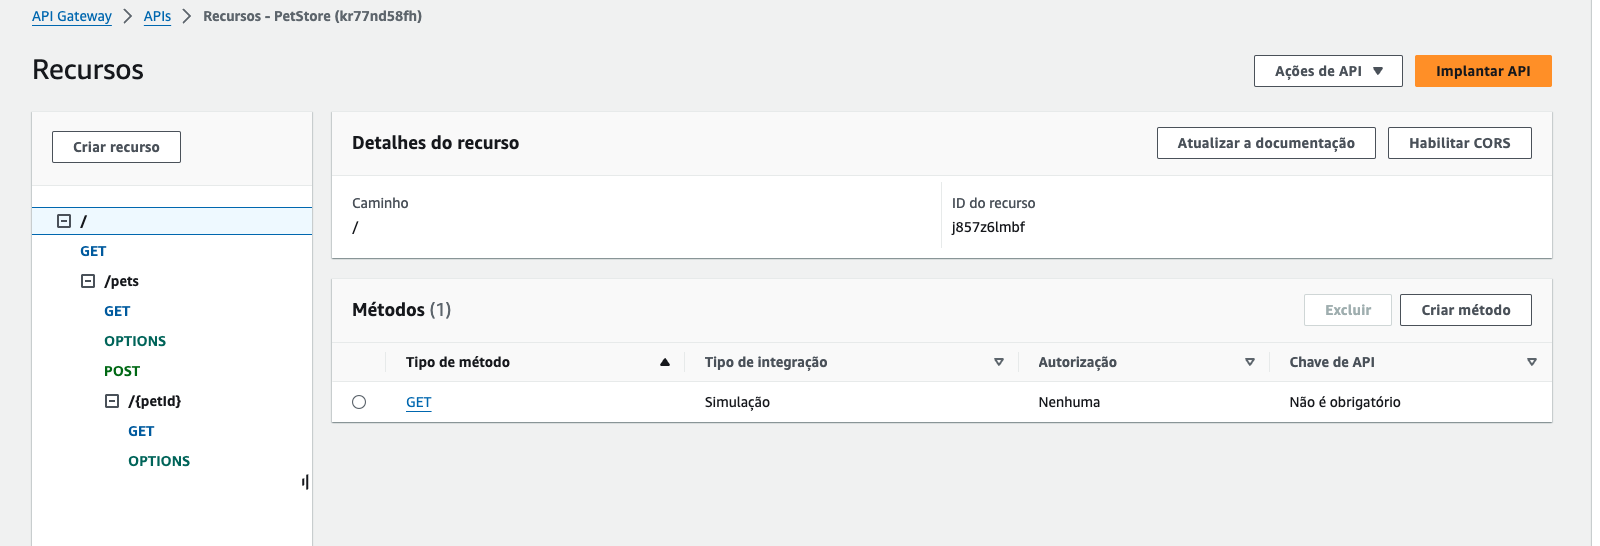 API Gateway > APIs > Recursos - PetStore (kr77nd58fh)
Recursos
Ações de API ▼ Implantar API
Criar recurso
/
GET
/pets
GET
OPTIONS
POST
/{petId}
GET
OPTIONS
Detalhes do recurso
Atualizar a documentação Habilitar CORS
Caminho ID do recurso
/ j857z6lmbf
Métodos (1)
Excluir Criar método
Tipo de método Tipo de integração Autorização Chave de API
GET Simulação Nenhuma Não é obrigatório